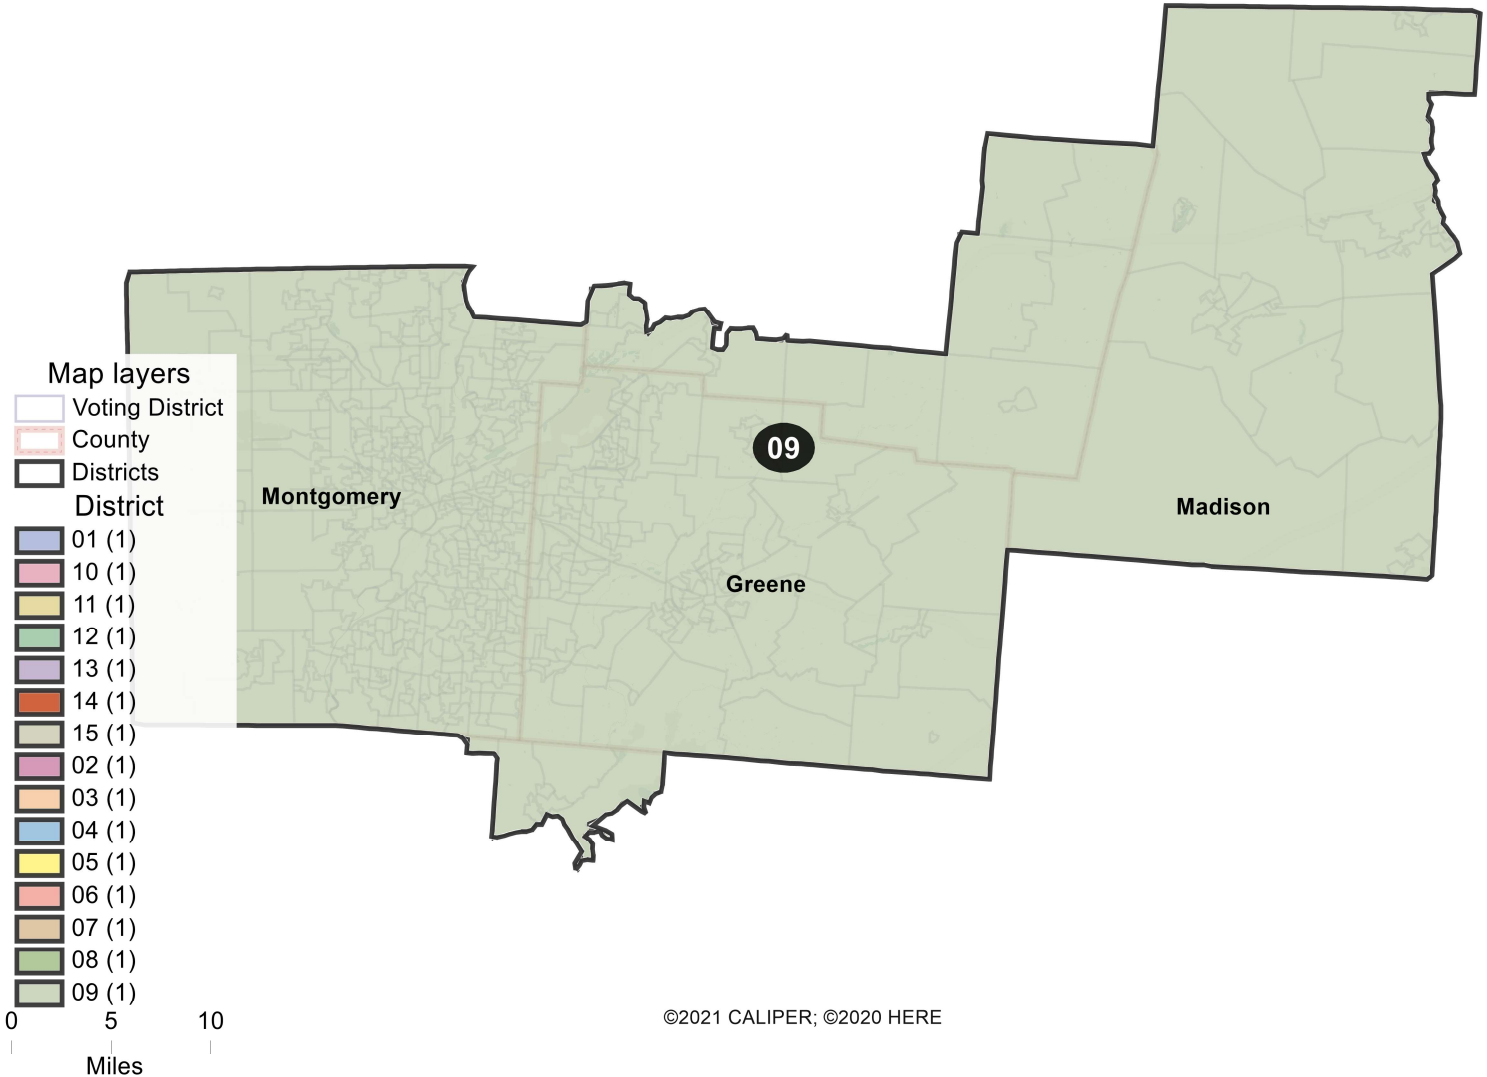 Map layers
Voting District
County
Districts
District
01 (1)
10 (1)
11 (1)
12 (1)
13 (1)
14 (1)
15 (1)
02 (1)
03 (1)
04 (1)
05 (1)
06 (1)
07 (1)
08 (1)
09 (1)
0 5 10
Miles
Montgomery
09
Greene
Madison
©2021 CALIPER; ©2020 HERE